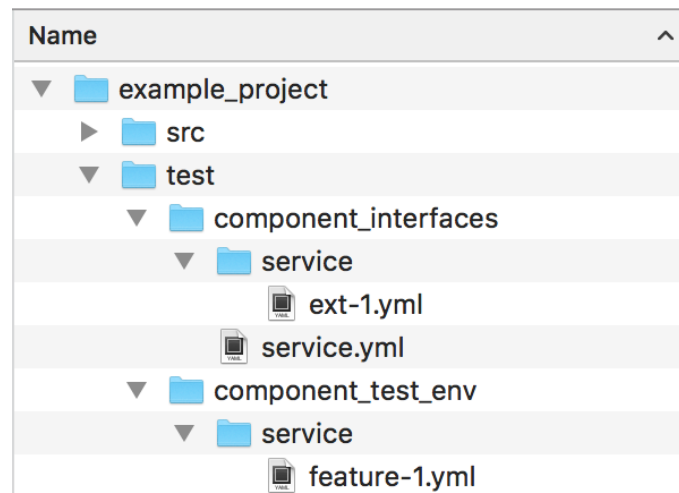 Name
example_project
src
test
component_interfaces
service
ext-1.yml
service.yml
component_test_env
service
feature-1.yml